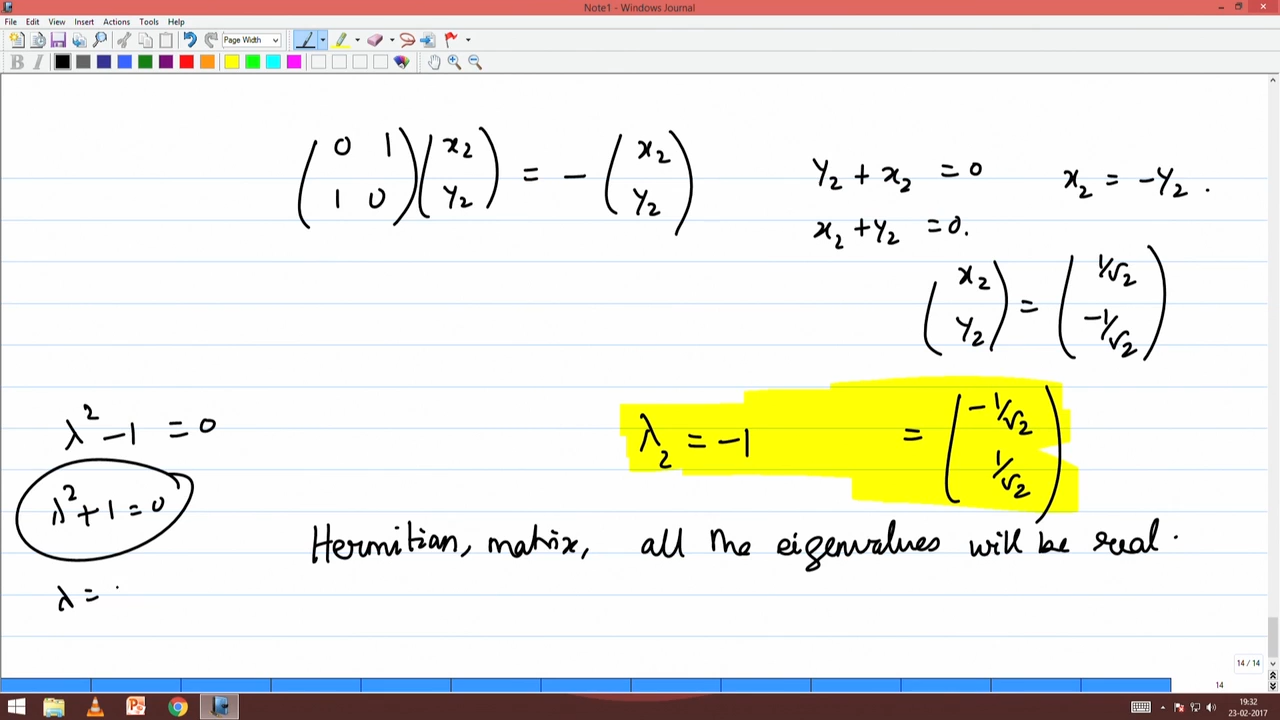 Note1 - Windows Journal
File Edit View Insert Actions Tools Help
Page Width
B I
(0 1; 1 0) (x₂; y₂) = - (x₂; y₂)
y₂ + x₂ = 0
x₂ = -y₂ .
x₂ + y₂ = 0.
(x₂; y₂) = (1/√2; -1/√2)
λ² - 1 = 0
λ₂ = -1 = (-1/√2; 1/√2)
λ² + 1 = 0
Hermitian, matrix, all the eigenvalues will be real.
λ =
14 / 14
14
19:32
23-02-2017